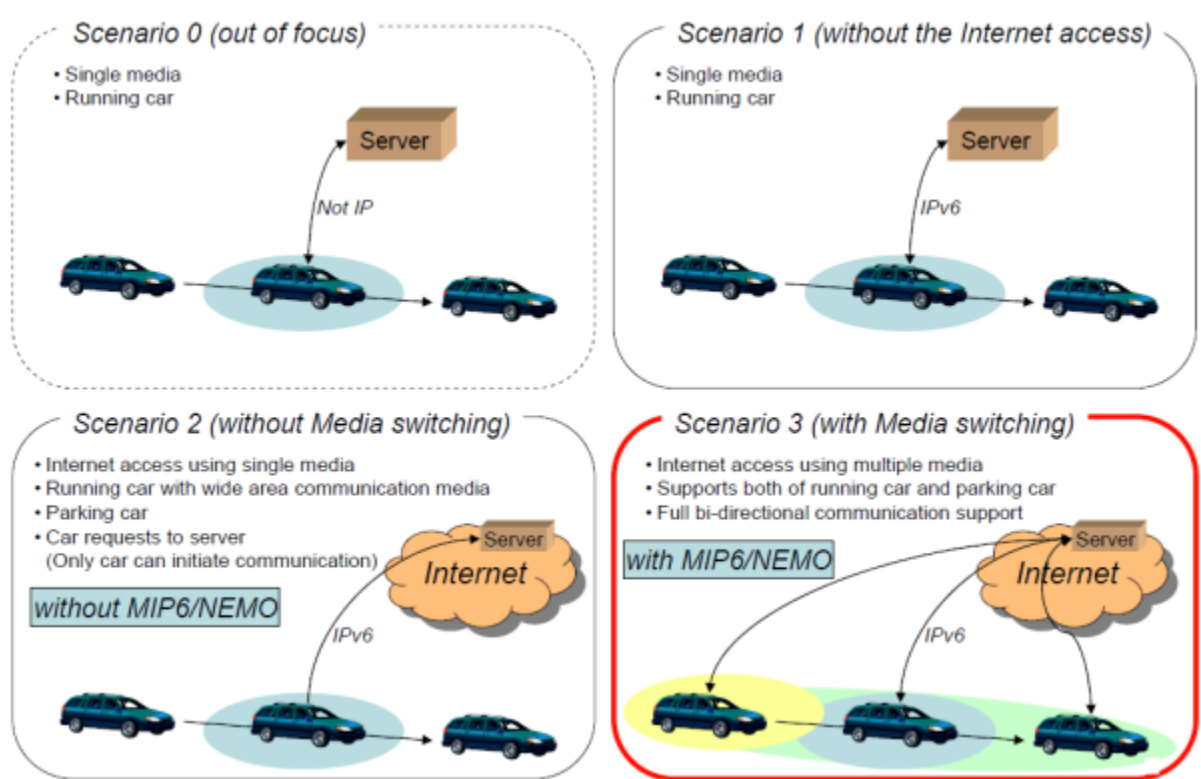 Scenario 0 (out of focus)
• Single media
• Running car
Server
Not IP
Scenario 1 (without the Internet access)
• Single media
• Running car
Server
IPv6
Scenario 2 (without Media switching)
• Internet access using single media
• Running car with wide area communication media
• Parking car
• Car requests to server
(Only car can initiate communication)
Server
Internet
without MIP6/NEMO
IPv6
Scenario 3 (with Media switching)
• Internet access using multiple media
• Supports both of running car and parking car
• Full bi-directional communication support
Server
with MIP6/NEMO
Internet
IPv6